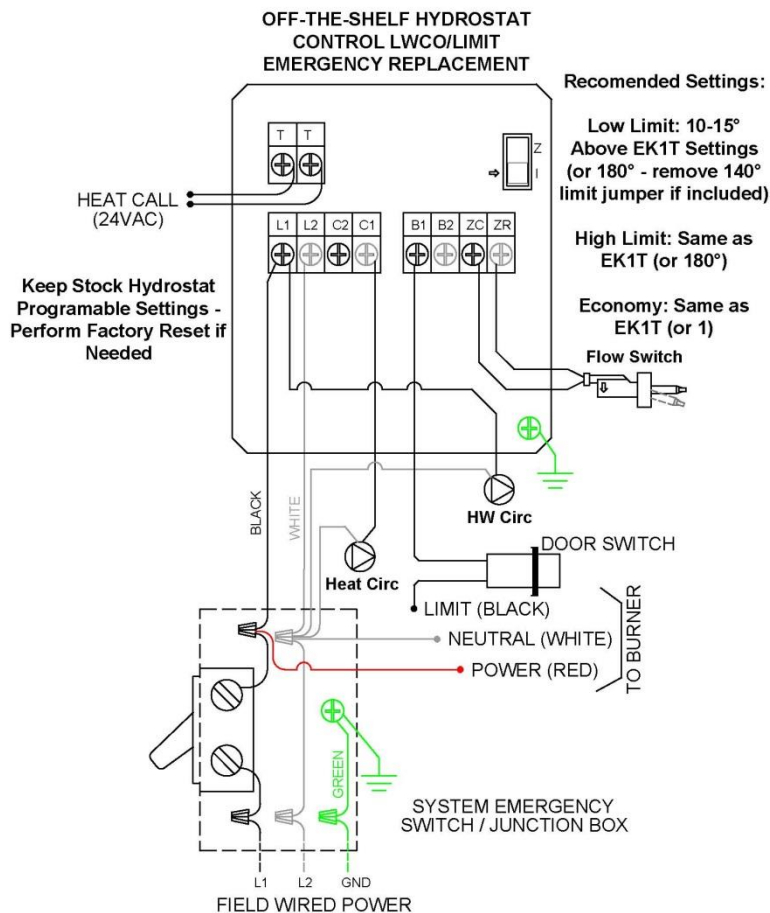 OFF-THE-SHELF HYDROSTAT
CONTROL LWCO/LIMIT
EMERGENCY REPLACEMENT
Recomended Settings:
Low Limit: 10-15°
Above EK1T Settings
(or 180° - remove 140°
limit jumper if included)
High Limit: Same as
EK1T (or 180°)
Economy: Same as
EK1T (or 1)
T T
Z
I
HEAT CALL
(24VAC)
L1 L2 C2 C1
B1 B2 ZC ZR
Keep Stock Hydrostat
Programable Settings -
Perform Factory Reset if
Needed
Flow Switch
BLACK
WHITE
HW Circ
Heat Circ
DOOR SWITCH
LIMIT (BLACK)
NEUTRAL (WHITE)
POWER (RED)
TO BURNER
GREEN
SYSTEM EMERGENCY
SWITCH / JUNCTION BOX
L1 L2 GND
FIELD WIRED POWER